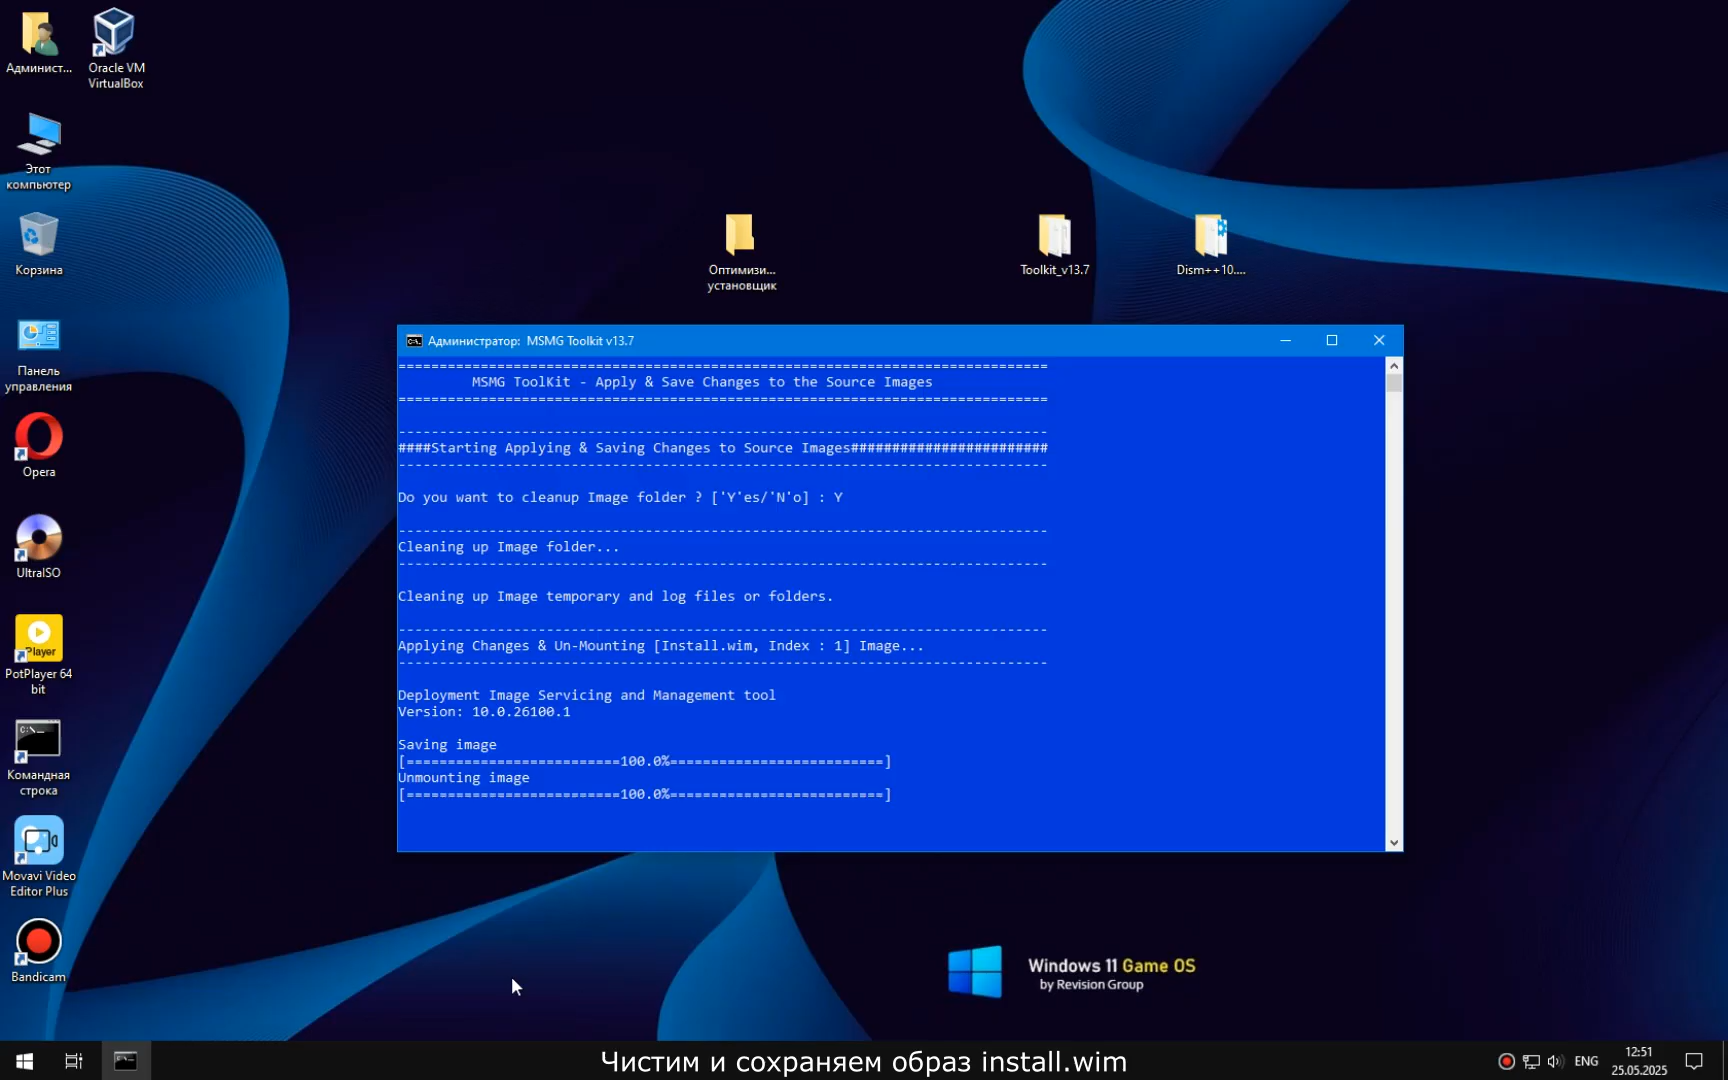 Админист...
Oracle VM
VirtualBox
Этот
компьютер
Корзина
Панель
управления
Opera
UltraISO
Player
PotPlayer 64
bit
C:\_
Командная
строка
Movavi Video
Editor Plus
Bandicam
Оптимизи...
установщик
Toolkit_v13.7
Dism++10....
Администратор: MSMG Toolkit v13.7
===============================================================================
MSMG ToolKit - Apply & Save Changes to the Source Images
===============================================================================
-------------------------------------------------------------------------------
####Starting Applying & Saving Changes to Source Images########################
-------------------------------------------------------------------------------
Do you want to cleanup Image folder ? ['Y'es/'N'o] : Y
-------------------------------------------------------------------------------
Cleaning up Image folder...
-------------------------------------------------------------------------------
Cleaning up Image temporary and log files or folders.
-------------------------------------------------------------------------------
Applying Changes & Un-Mounting [Install.wim, Index : 1] Image...
-------------------------------------------------------------------------------
Deployment Image Servicing and Management tool
Version: 10.0.26100.1
Saving image
[==========================100.0%==========================]
Unmounting image
[==========================100.0%==========================]
Windows 11 Game OS
by Revision Group
Чистим и сохраняем образ install.wim
ENG
12:51
25.05.2025